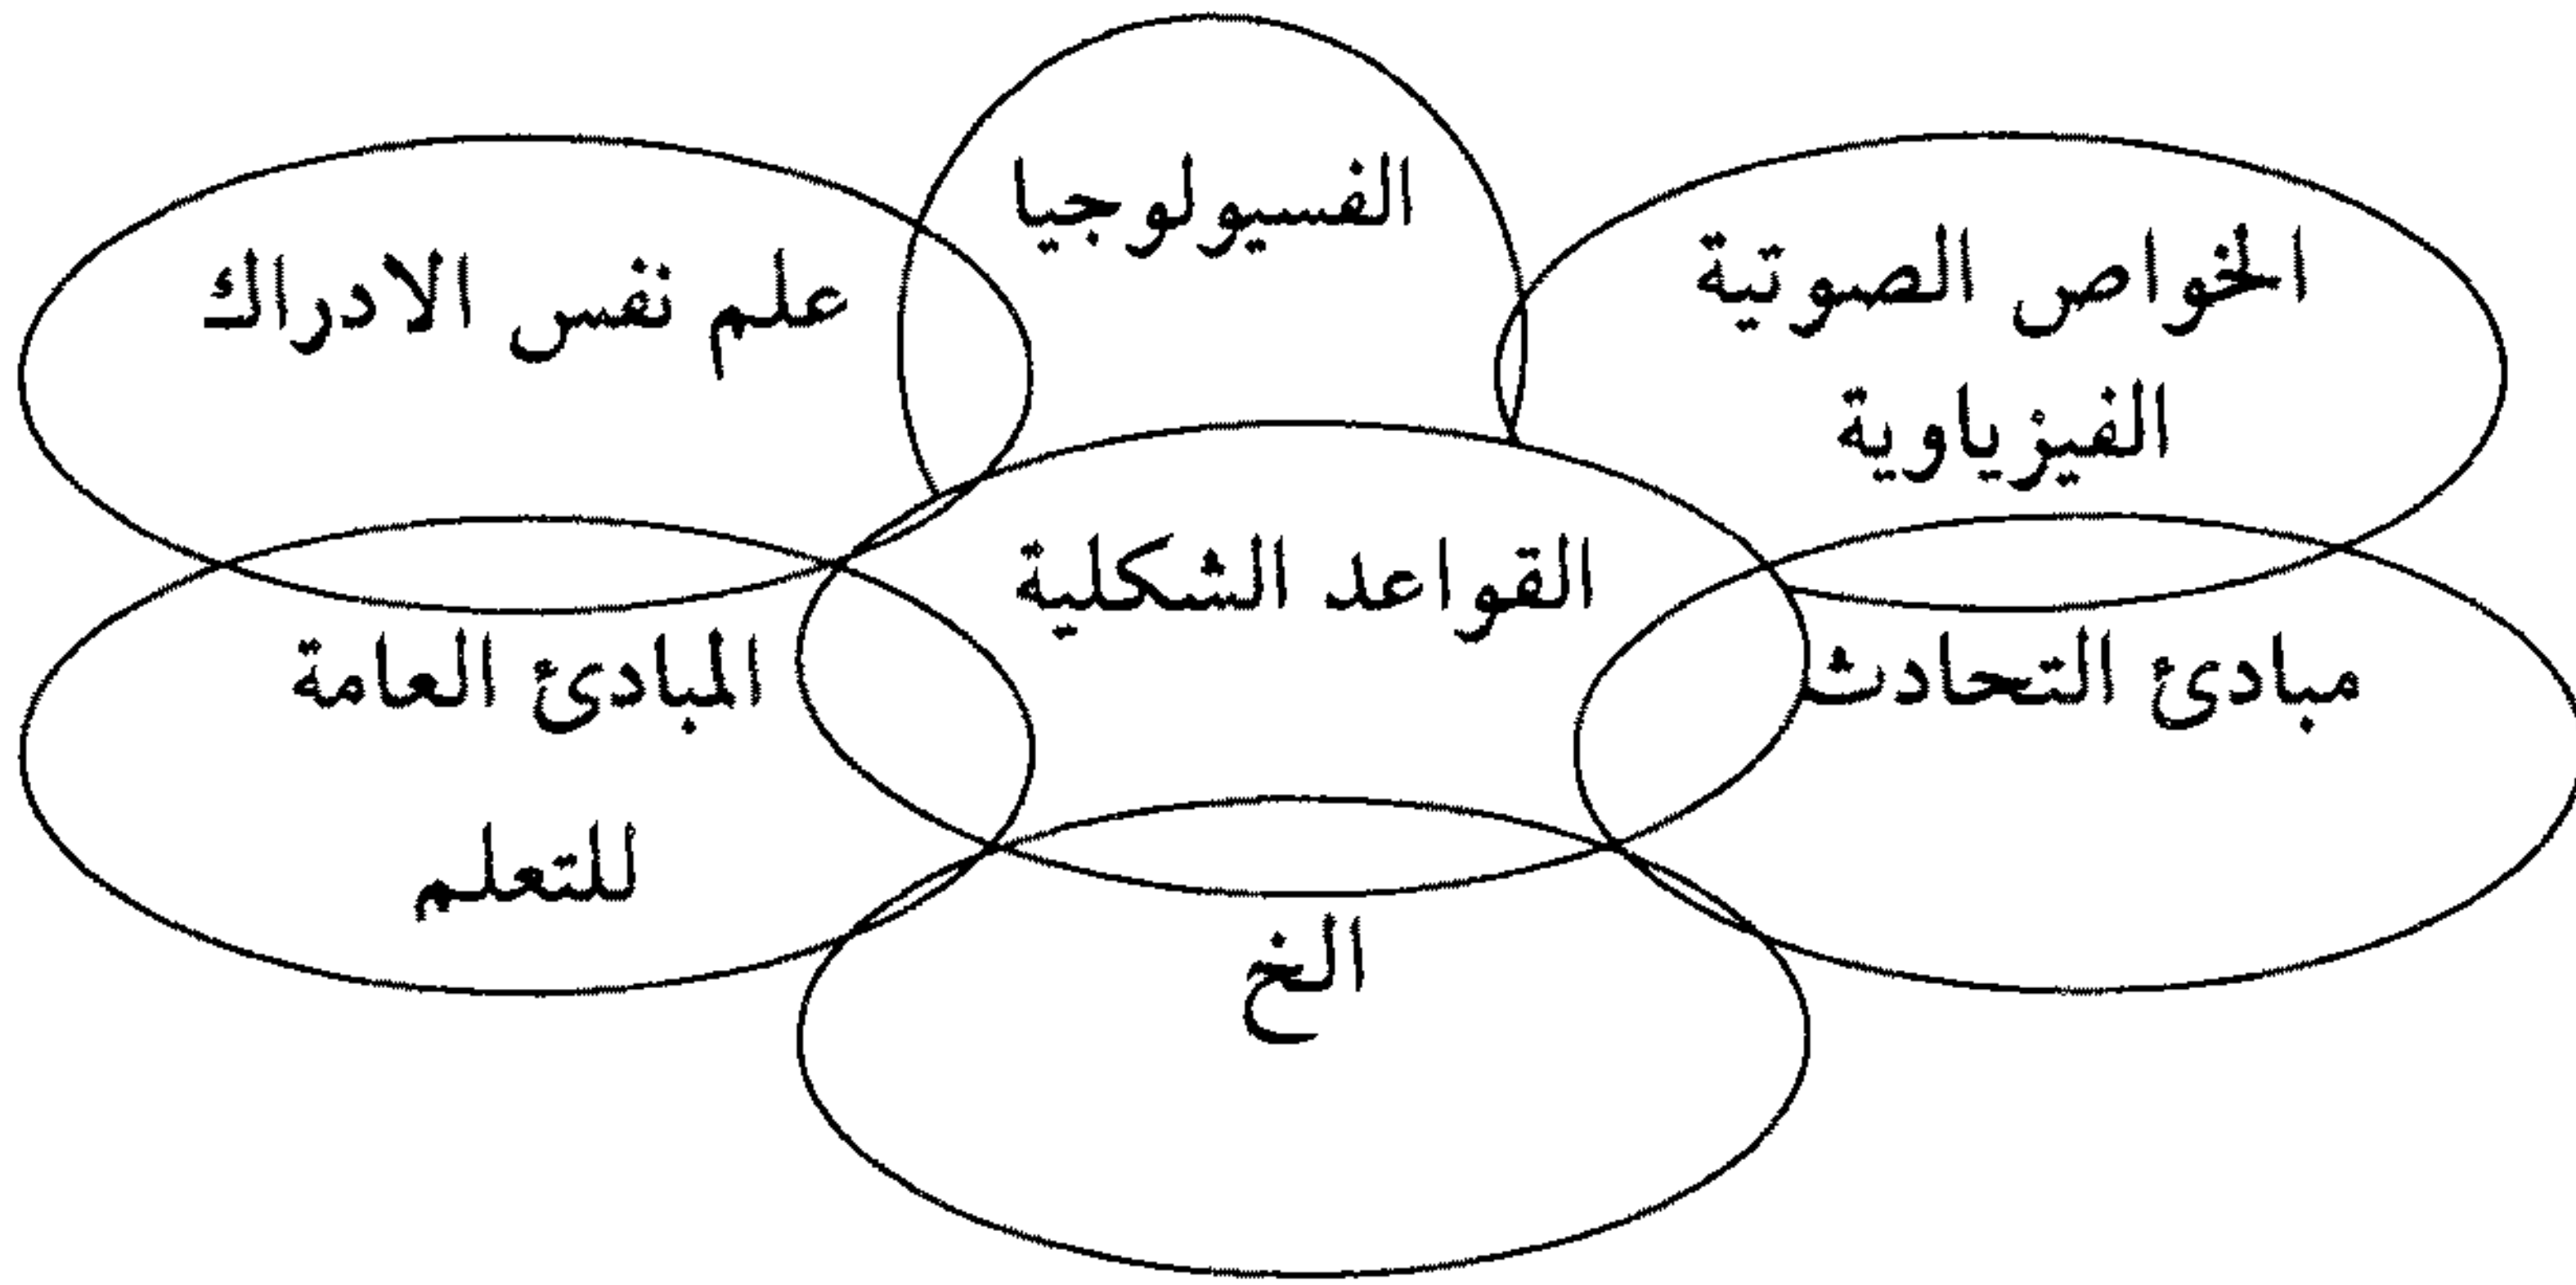 الفسيولوجيا
الخواص الصوتية
الفيزياوية
علم نفس الادراك
القواعد الشكلية
مبادئ التحادث
المبادئ العامة
للتعلم
الخ